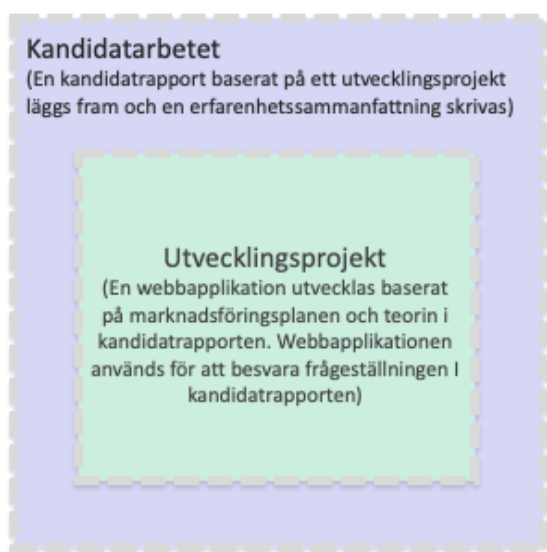 Kandidatarbetet
(En kandidatrapport baserat på ett utvecklingsprojekt
läggs fram och en erfarenhetssammanfattning skrivas)
Utvecklingsprojekt
(En webbapplikation utvecklas baserat
på marknadsföringsplanen och teorin i
kandidatrapporten. Webbapplikationen
används för att besvara frågeställningen I
kandidatrapporten)